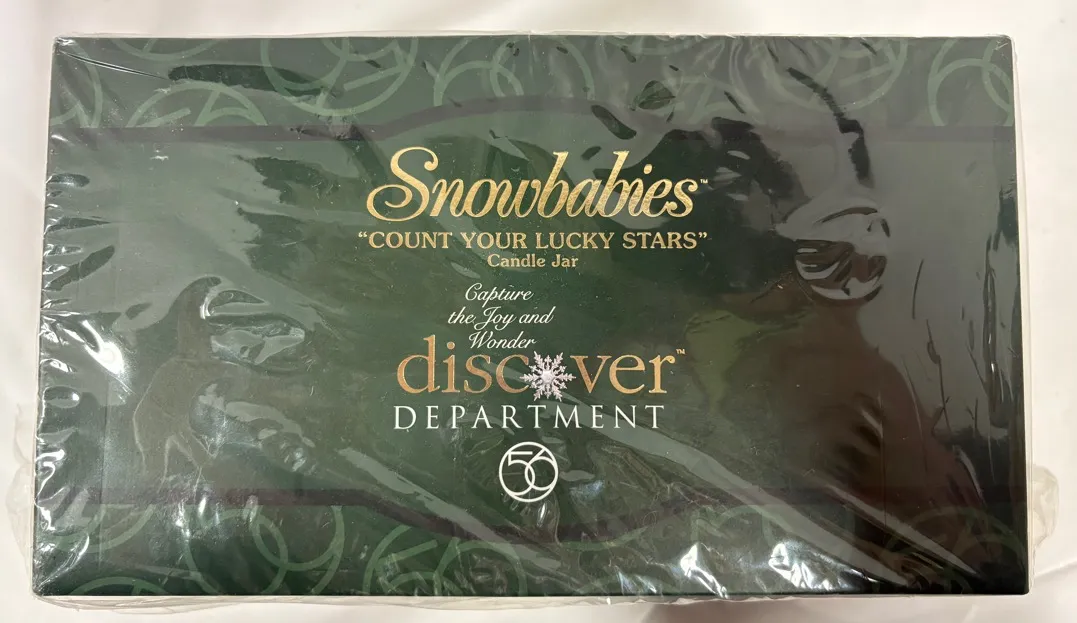 Snowbabies™
“COUNT YOUR LUCKY STARS”
Candle Jar
Capture
the Joy and
Wonder
discover™
DEPARTMENT
56